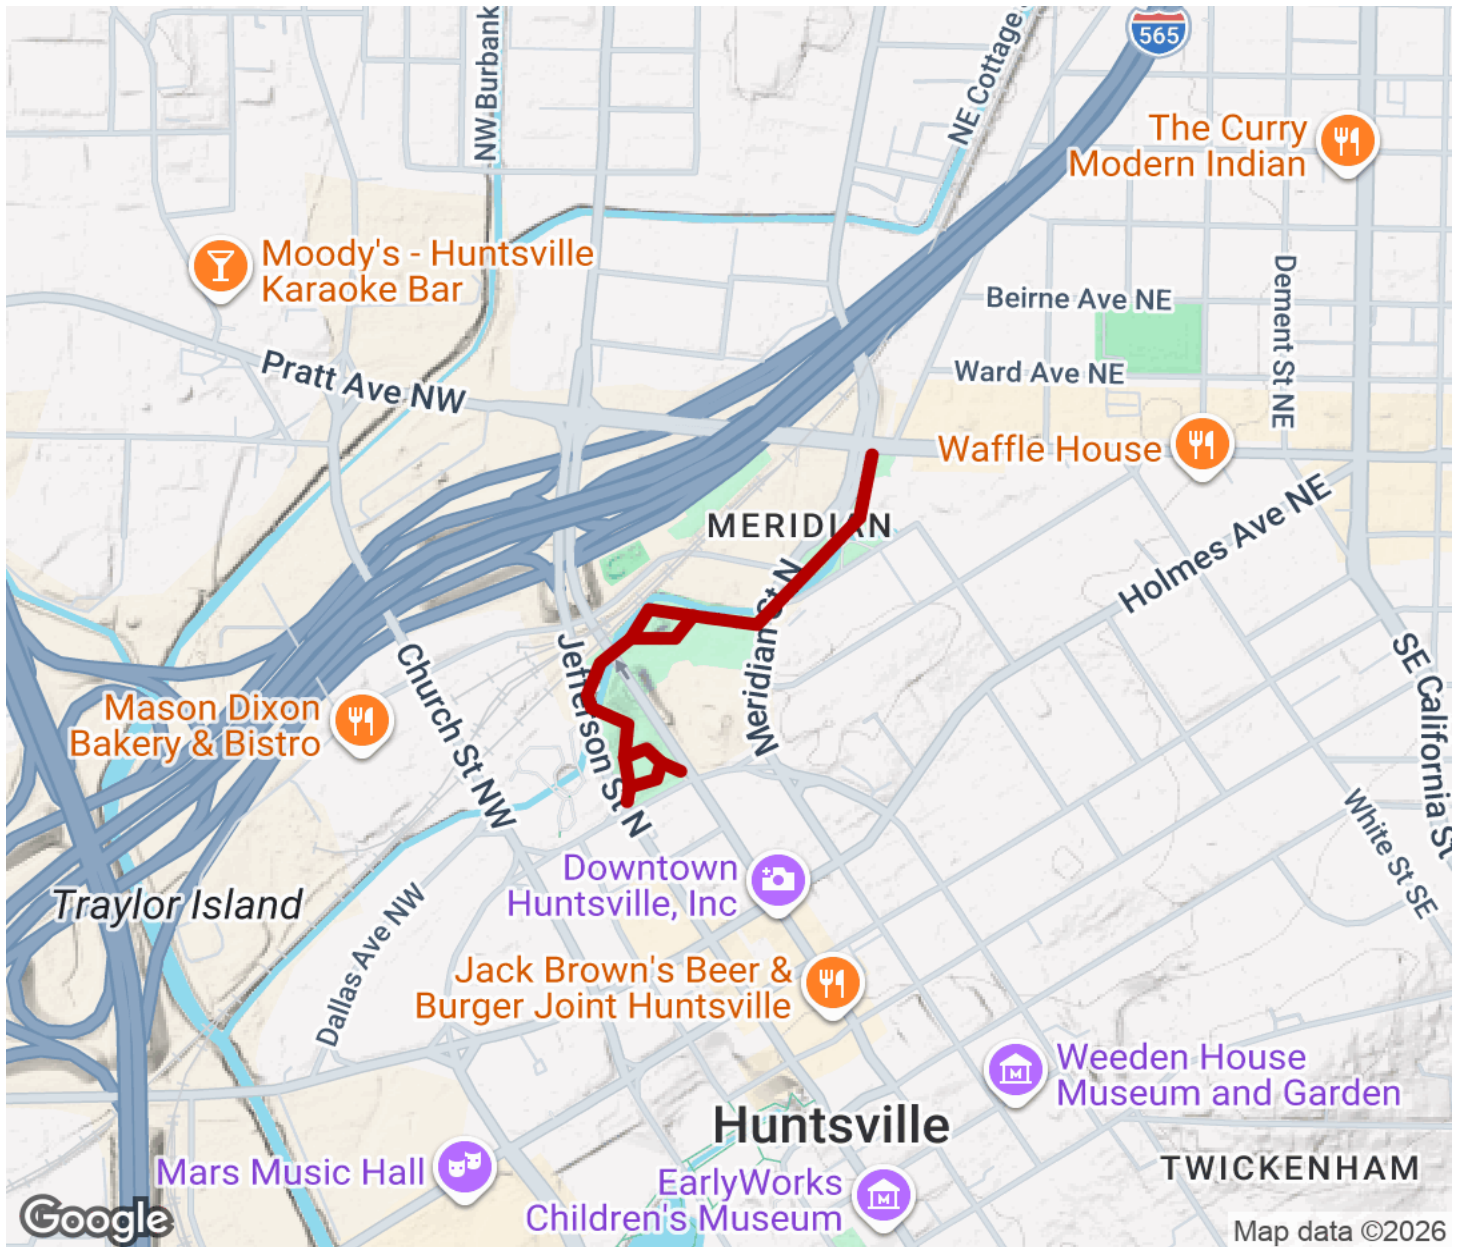 565
NW Burbank
NE Cottage
The Curry
Modern Indian
Moody's - Huntsville
Karaoke Bar
Dement St NE
Beirne Ave NE
Pratt Ave NW
Ward Ave NE
Waffle House
MERIDIAN
Holmes Ave NE
Meridian St N
Jefferson St N
Church St NW
Meridian
SE California St
Mason Dixon
Bakery & Bistro
White St SE
Downtown
Huntsville, Inc
Traylor Island
Dallas Ave NW
Jack Brown's Beer &
Burger Joint Huntsville
Weeden House
Museum and Garden
Huntsville
Mars Music Hall
TWICKENHAM
EarlyWorks
Children's Museum
Google
Map data ©2026